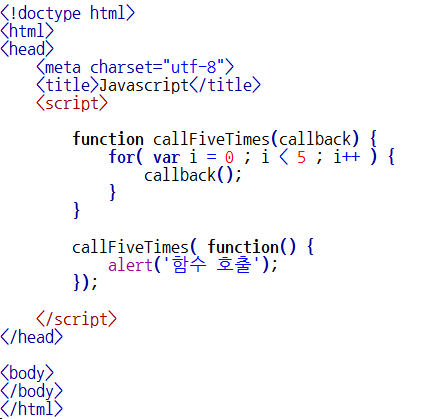 <!doctype html>
<html>
<head>
    <meta charset="utf-8">
    <title>Javascript</title>
    <script>

        function callFiveTimes(callback) {
            for( var i = 0 ; i < 5 ; i++ ) {
                callback();
            }
        }

        callFiveTimes( function() {
            alert('함수 호출');
        });

    </script>
</head>

<body>
</body>
</html>